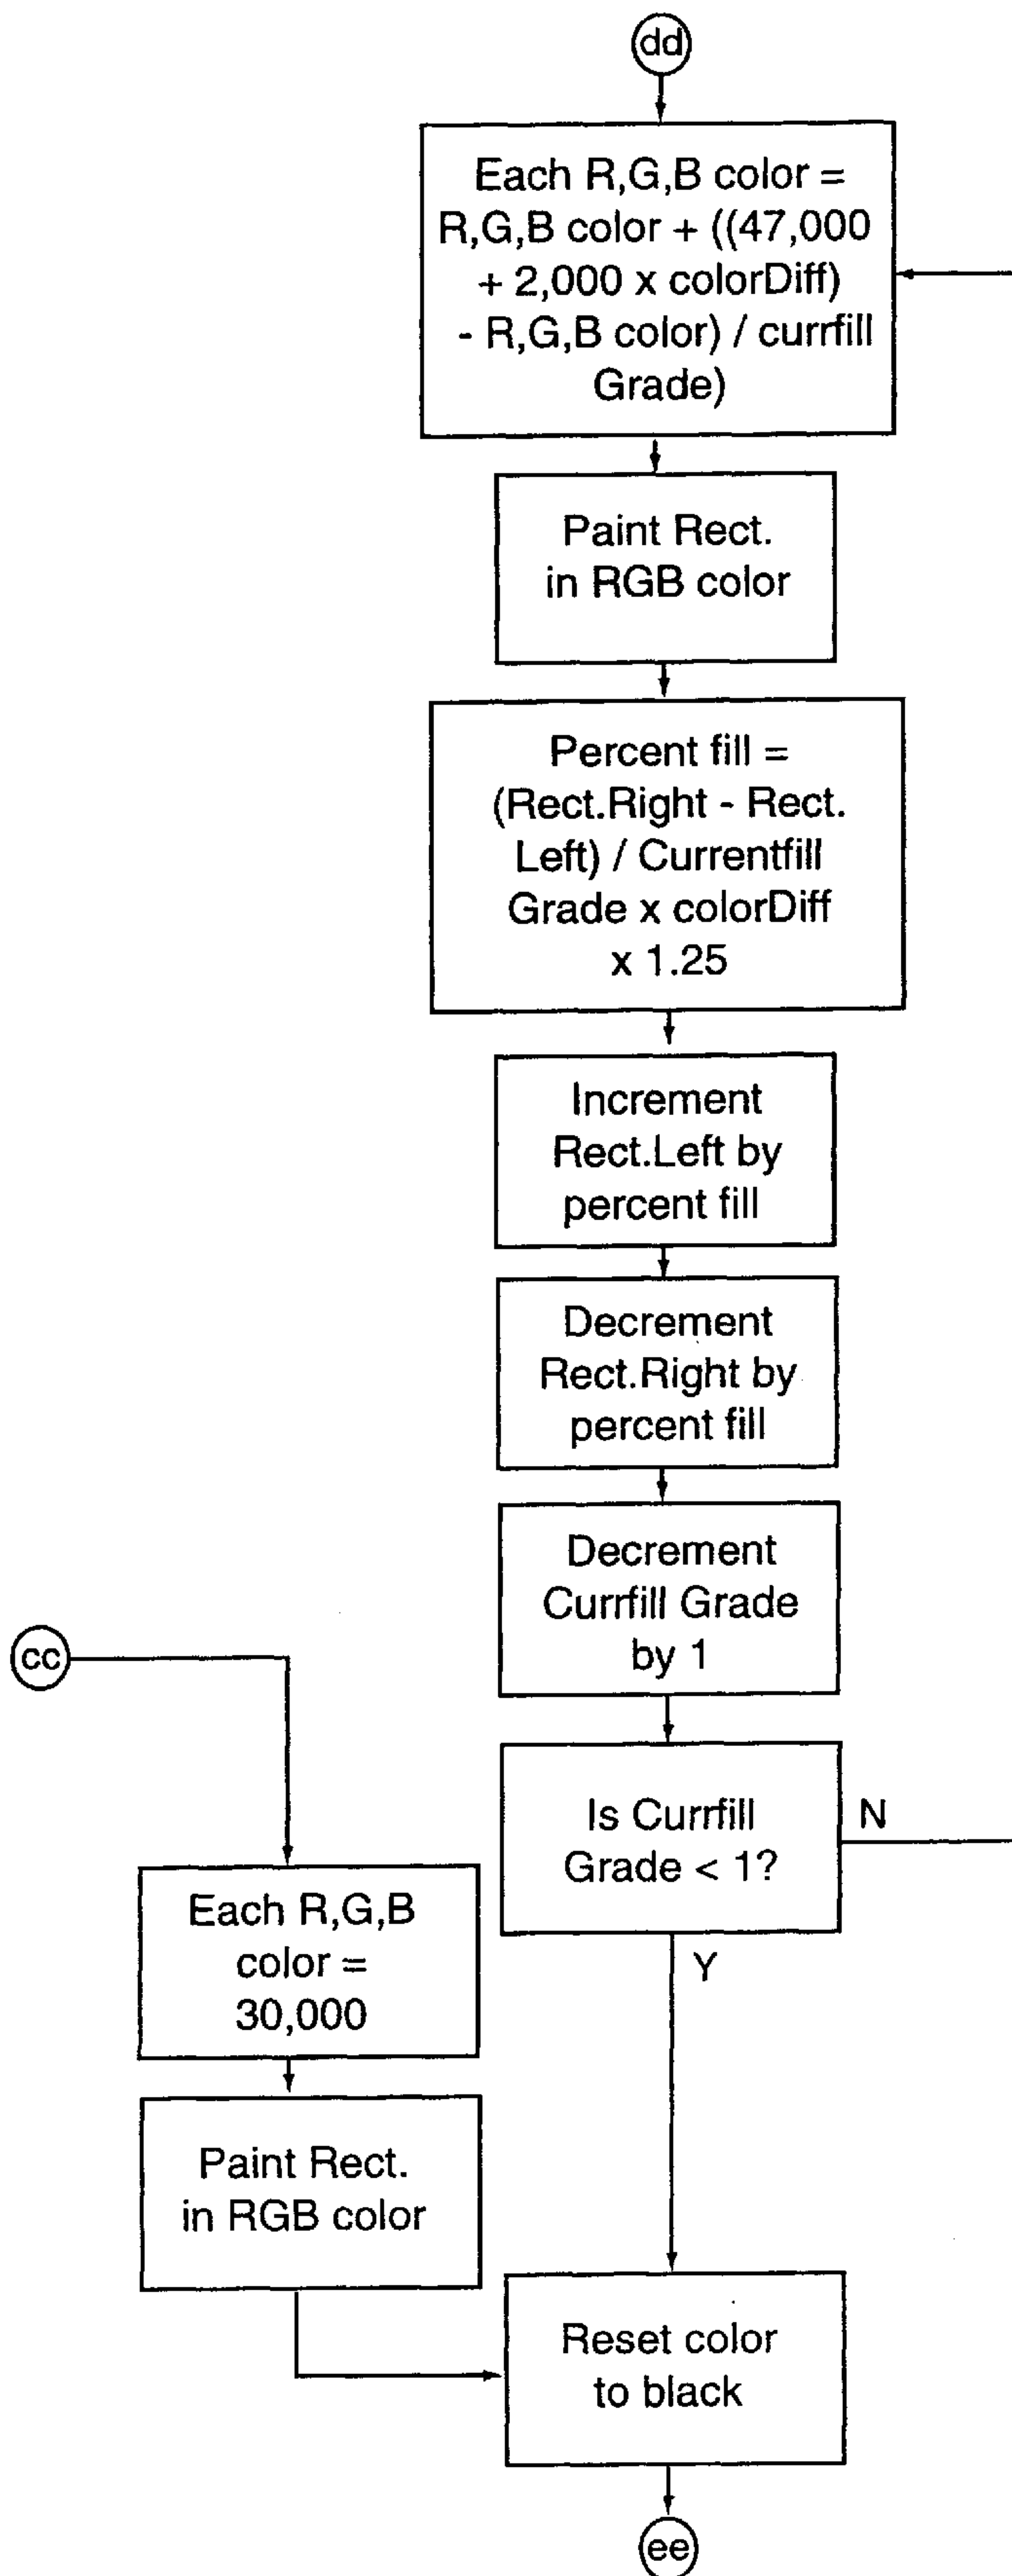 dd
Each R,G,B color =
R,G,B color + ((47,000
+ 2,000 x colorDiff)
- R,G,B color) / currfill
Grade)
Paint Rect.
in RGB color
Percent fill =
(Rect.Right - Rect.
Left) / Currentfill
Grade x colorDiff
x 1.25
Increment
Rect.Left by
percent fill
Decrement
Rect.Right by
percent fill
Decrement
Currfill Grade
by 1
cc
Is Currfill
Grade < 1?
N
Y
Each R,G,B
color =
30,000
Paint Rect.
in RGB color
Reset color
to black
ee